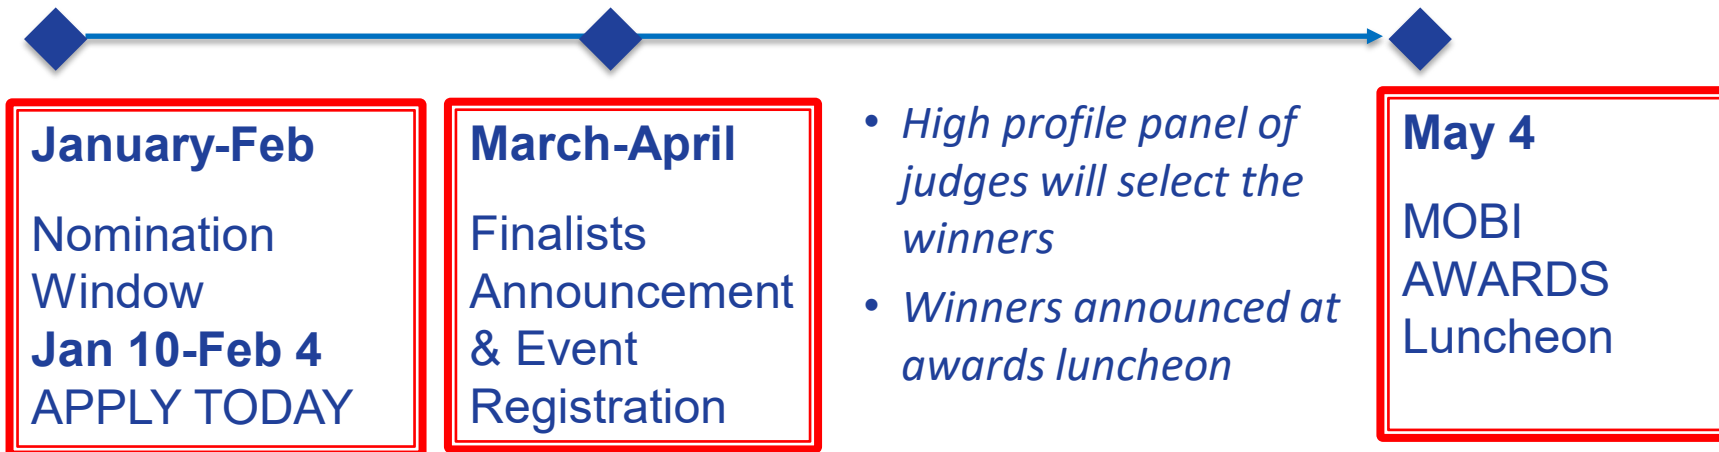 January-Feb
Nomination
Window
Jan 10-Feb 4
APPLY TODAY
March-April
Finalists
Announcement
& Event
Registration
• High profile panel of
judges will select the
winners
• Winners announced at
awards luncheon
May 4
MOBI
AWARDS
Luncheon